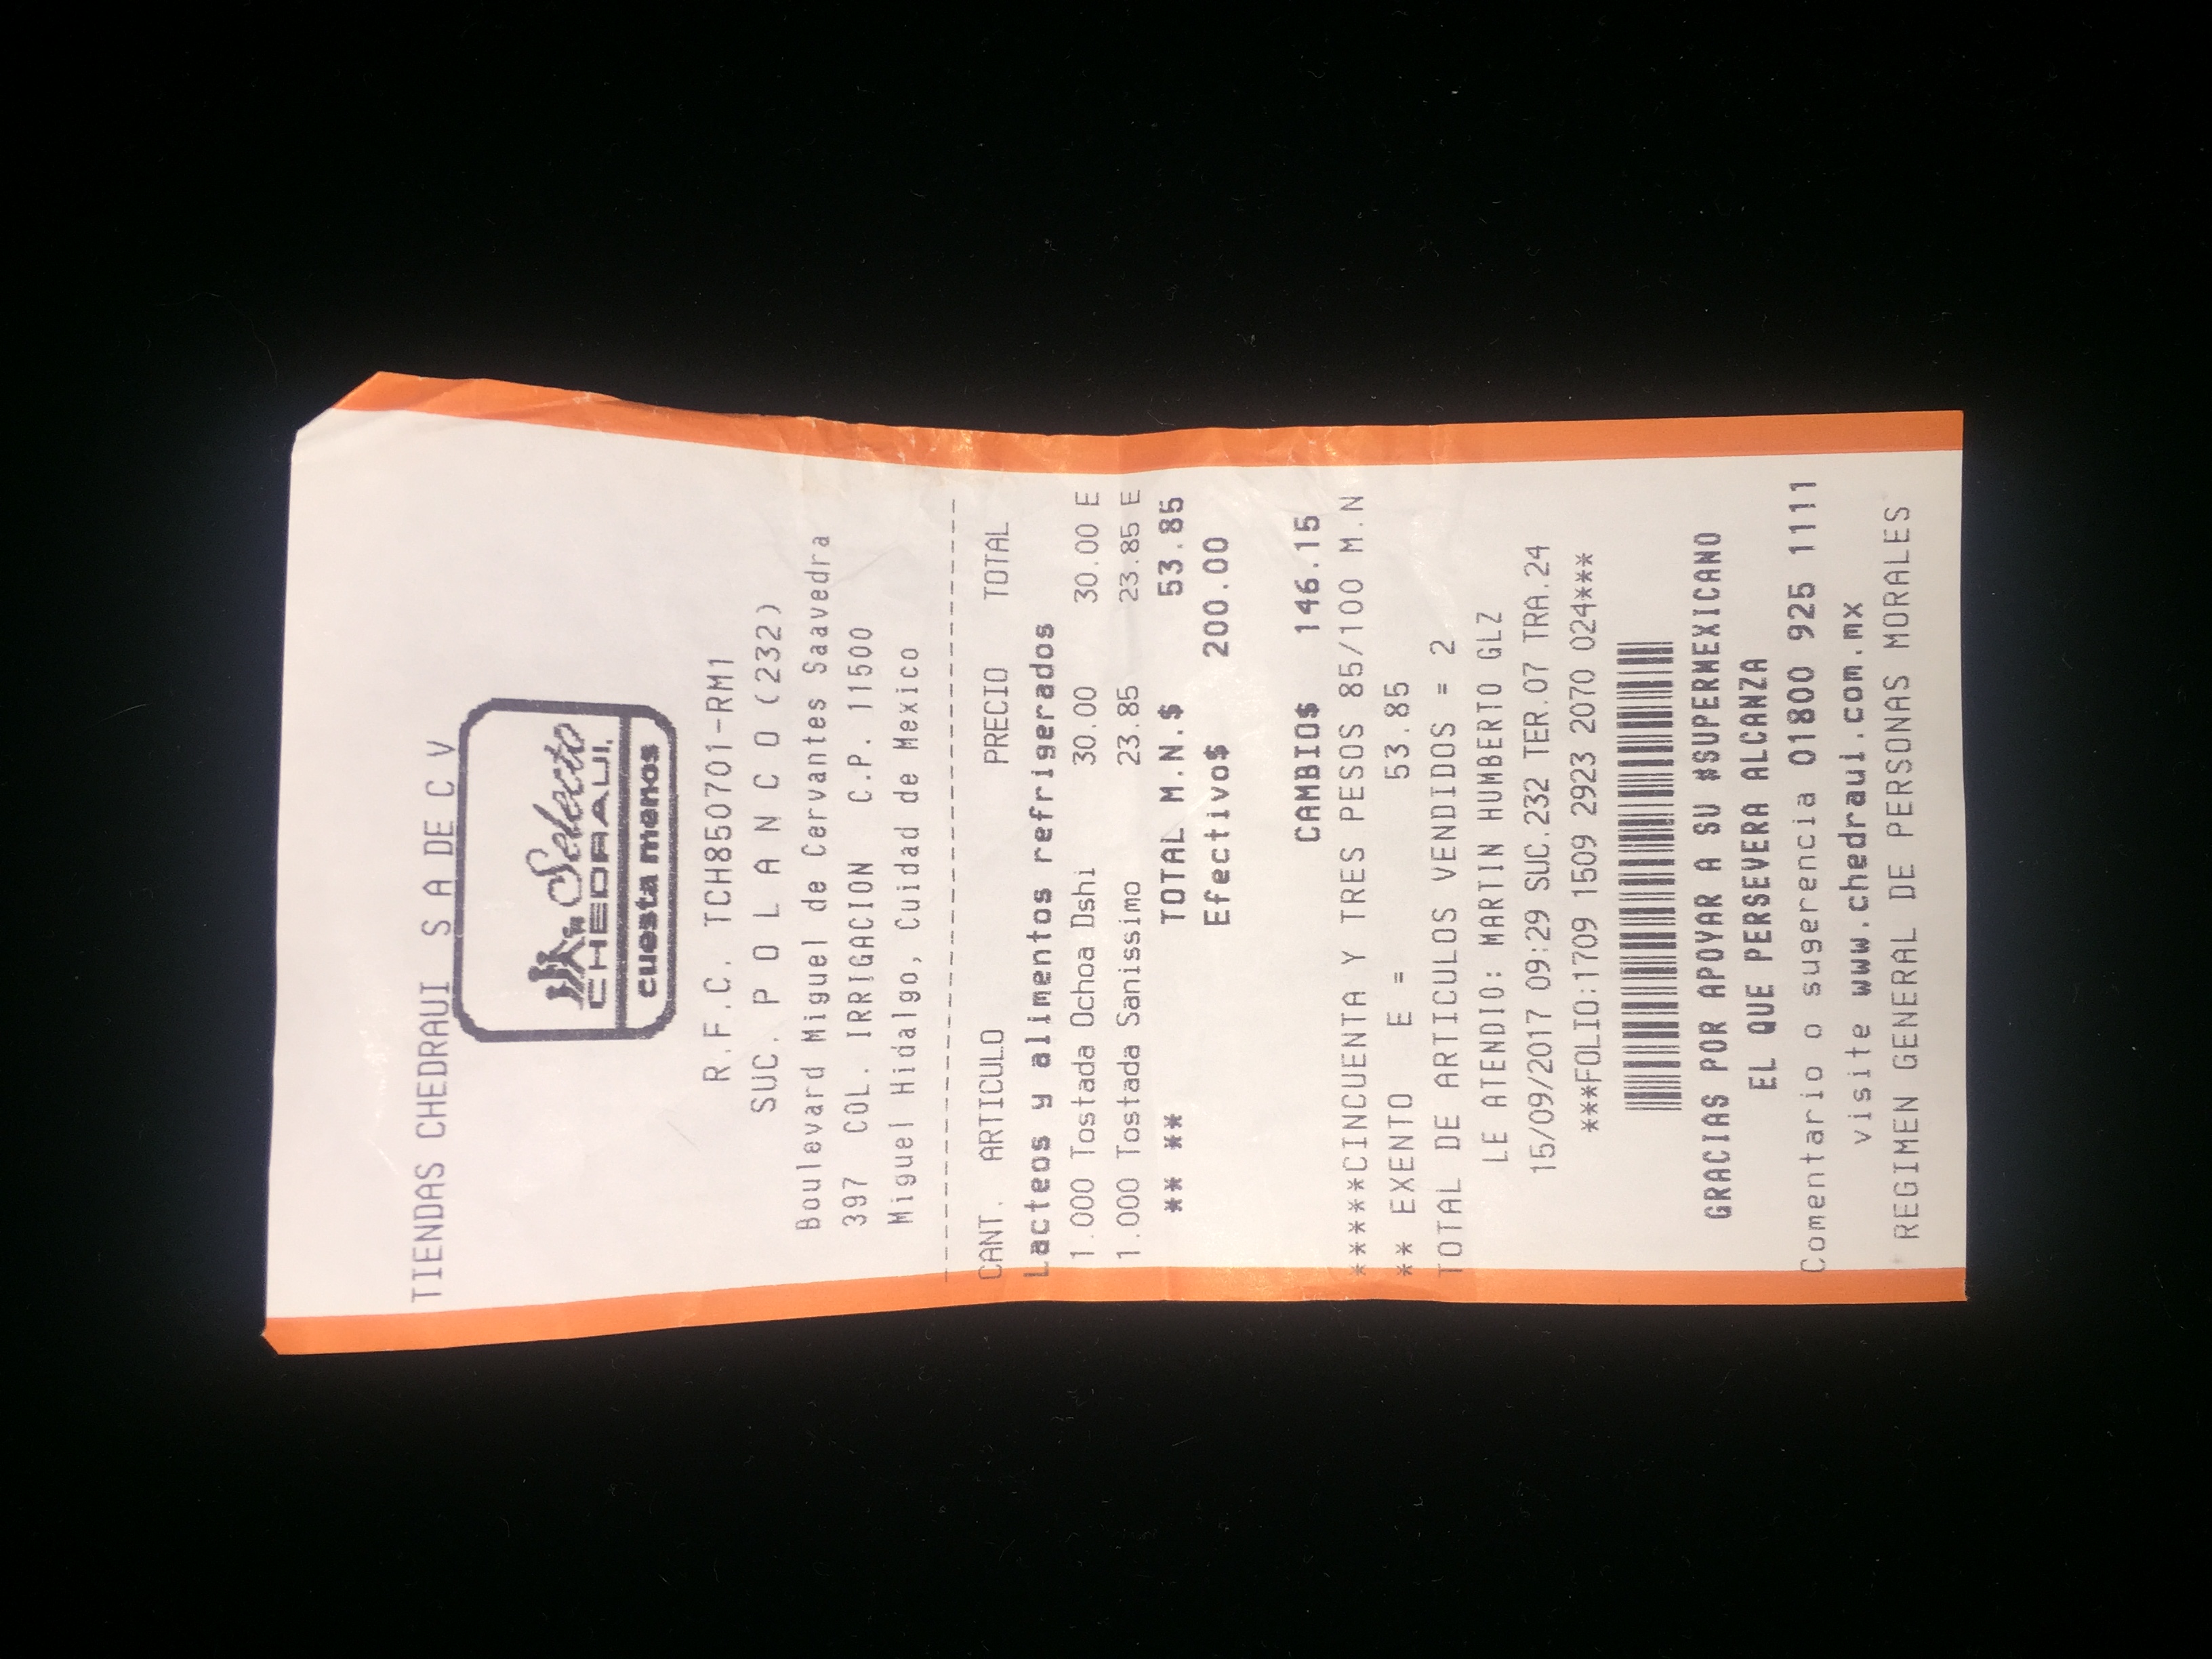 TIENDAS CHEDRAUI S A DE C V
Selecto
CHEDRAUI.
cuesta menos
R.F.C. TCH850701-RM1
SUC. P O L A N C O (232)
Boulevard Miguel de Cervantes Saavedra
397 COL. IRRIGACION C.P. 11500
Miguel Hidalgo, Cuidad de Mexico
--------------------------------------
CANT. ARTICULO PRECIO TOTAL
Lacteos y alimentos refrigerados
1.000 Tostada Ochoa Dshi 30.00 30.00 E
1.000 Tostada Sanissimo 23.85 23.85 E
** ** TOTAL M.N.$ 53.85
Efectivo$ 200.00
CAMBIO$ 146.15
*****CINCUENTA Y TRES PESOS 85/100 M.N
** EXENTO E = 53.85
TOTAL DE ARTICULOS VENDIDOS = 2
LE ATENDIO: MARTIN HUMBERTO GLZ
15/09/2017 09:29 SUC.232 TER.07 TRA.24
***FOLIO:1709 1509 2923 2070 024***
GRACIAS POR APOYAR A SU #SUPERMEXICANO
EL QUE PERSEVERA ALCANZA
Comentario o sugerencia 01800 925 1111
visite www.chedraui.com.mx
REGIMEN GENERAL DE PERSONAS MORALES